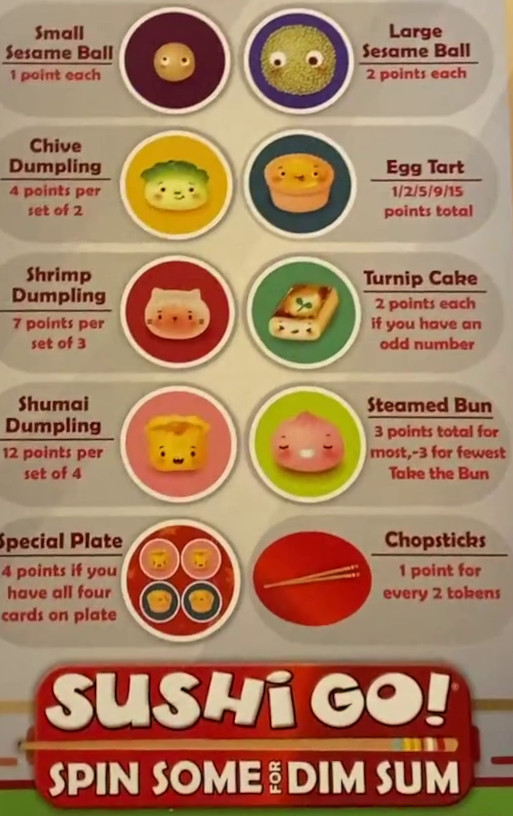 Small
Sesame Ball
1 point each
Large
Sesame Ball
2 points each
Chive
Dumpling
4 points per
set of 2
Egg Tart
1/2/5/9/15
points total
Shrimp
Dumpling
7 points per
set of 3
Turnip Cake
2 points each
if you have an
odd number
Shumai
Dumpling
12 points per
set of 4
Steamed Bun
3 points total for
most,-3 for fewest
Take the Bun
Special Plate
4 points if you
have all four
cards on plate
Chopsticks
1 point for
every 2 tokens
SUSHi GO!
SPIN SOME FOR DIM SUM